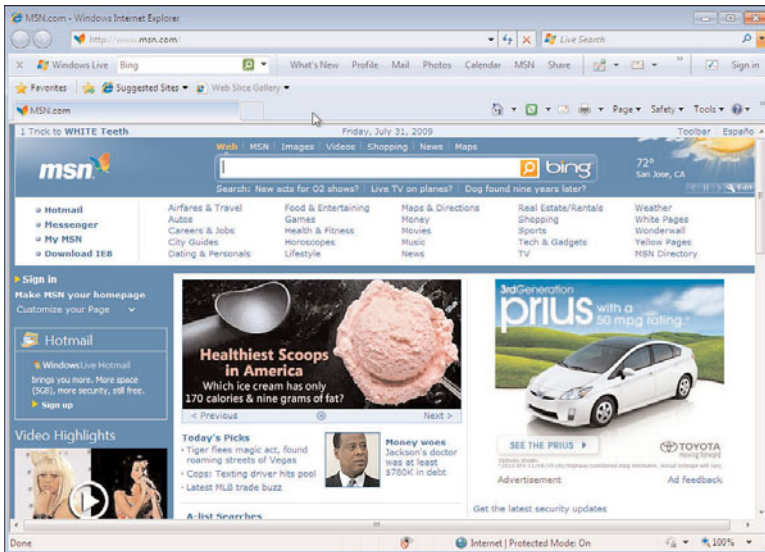 MSN.com - Windows Internet Explorer
http://www.msn.com/
Live Search
Windows Live Bing What's New Profile Mail Photos Calendar MSN Share Sign in
Favorites Suggested Sites Web Slice Gallery
MSN.com Page Safety Tools
1 Trick to WHITE Teeth Friday, July 31, 2009 Toolbar Español
Web MSN Images Videos Shopping News Maps
msn bing 72° San Jose, CA
Search: New acts for O2 shows? Live TV on planes? Dog found nine years later? Edit
Hotmail Airfares & Travel Food & Entertaining Maps & Directions Real Estate/Rentals Weather
Messenger Autos Games Money Shopping White Pages
My MSN Careers & Jobs Health & Fitness Movies Sports Wonderwall
Download IE8 City Guides Horoscopes Music Tech & Gadgets Yellow Pages
Dating & Personals Lifestyle News TV MSN Directory
Sign in
Make MSN your homepage
Customize your Page
Hotmail
WindowsLive Hotmail
brings you more. More space
(5GB), more security, still free.
Sign up
Video Highlights
Healthiest Scoops
in America
Which ice cream has only
170 calories & nine grams of fat?
< Previous Next >
Today's Picks
Tiger flees magic act, found
roaming streets of Vegas
Cops: Texting driver hits pool
Latest MLB trade buzz
Money woes
Jackson's doctor
was at least
$780K in debt
A-list Searches
3rdGeneration
prius with a
50 mpg rating.*
SEE THE PRIUS
TOYOTA
moving forward
Options shown.
Advertisement Ad feedback
Get the latest security updates
Done Internet | Protected Mode: On 100%